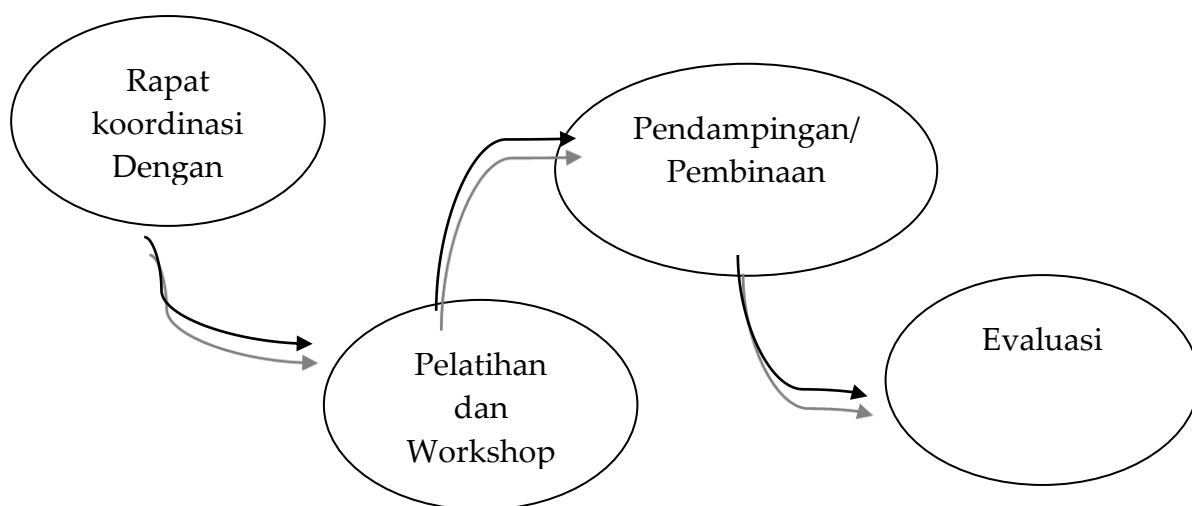 Rapat
koordinasi
Dengan
Pelatihan
dan
Workshop
Pendampingan/
Pembinaan
Evaluasi